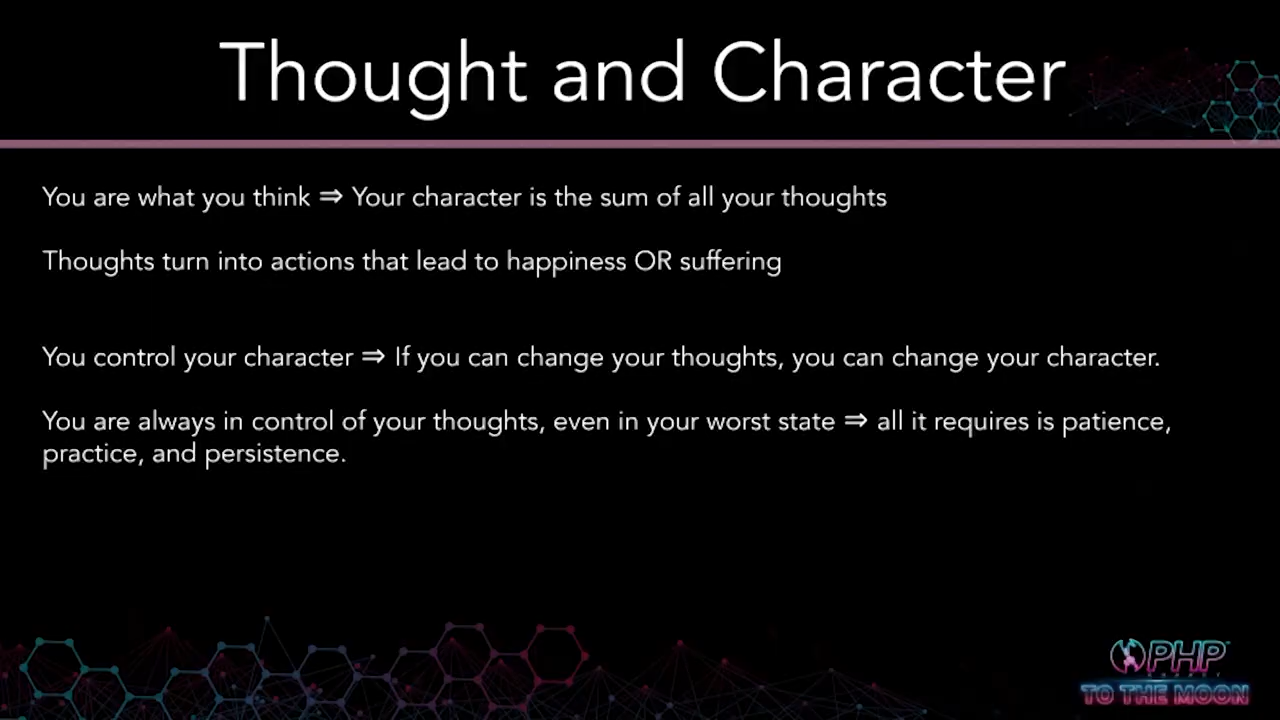 Thought and Character
You are what you think ⇒ Your character is the sum of all your thoughts
Thoughts turn into actions that lead to happiness OR suffering
You control your character ⇒ If you can change your thoughts, you can change your character.
You are always in control of your thoughts, even in your worst state ⇒ all it requires is patience,
practice, and persistence.
PHP
TO THE MOON